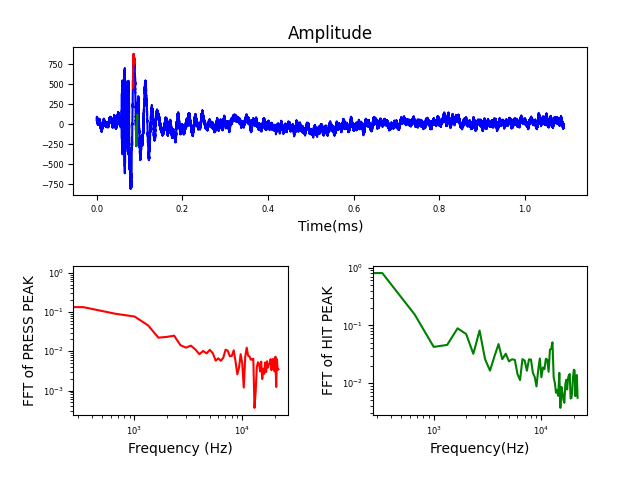 Amplitude
750
500
250
0
−250
−500
−750
0.0 0.2 0.4 0.6 0.8 1.0
Time(ms)
FFT of PRESS PEAK
10⁰
10⁻¹
10⁻²
10⁻³
10³ 10⁴
Frequency (Hz)
FFT of HIT PEAK
10⁰
10⁻¹
10⁻²
10³ 10⁴
Frequency(Hz)